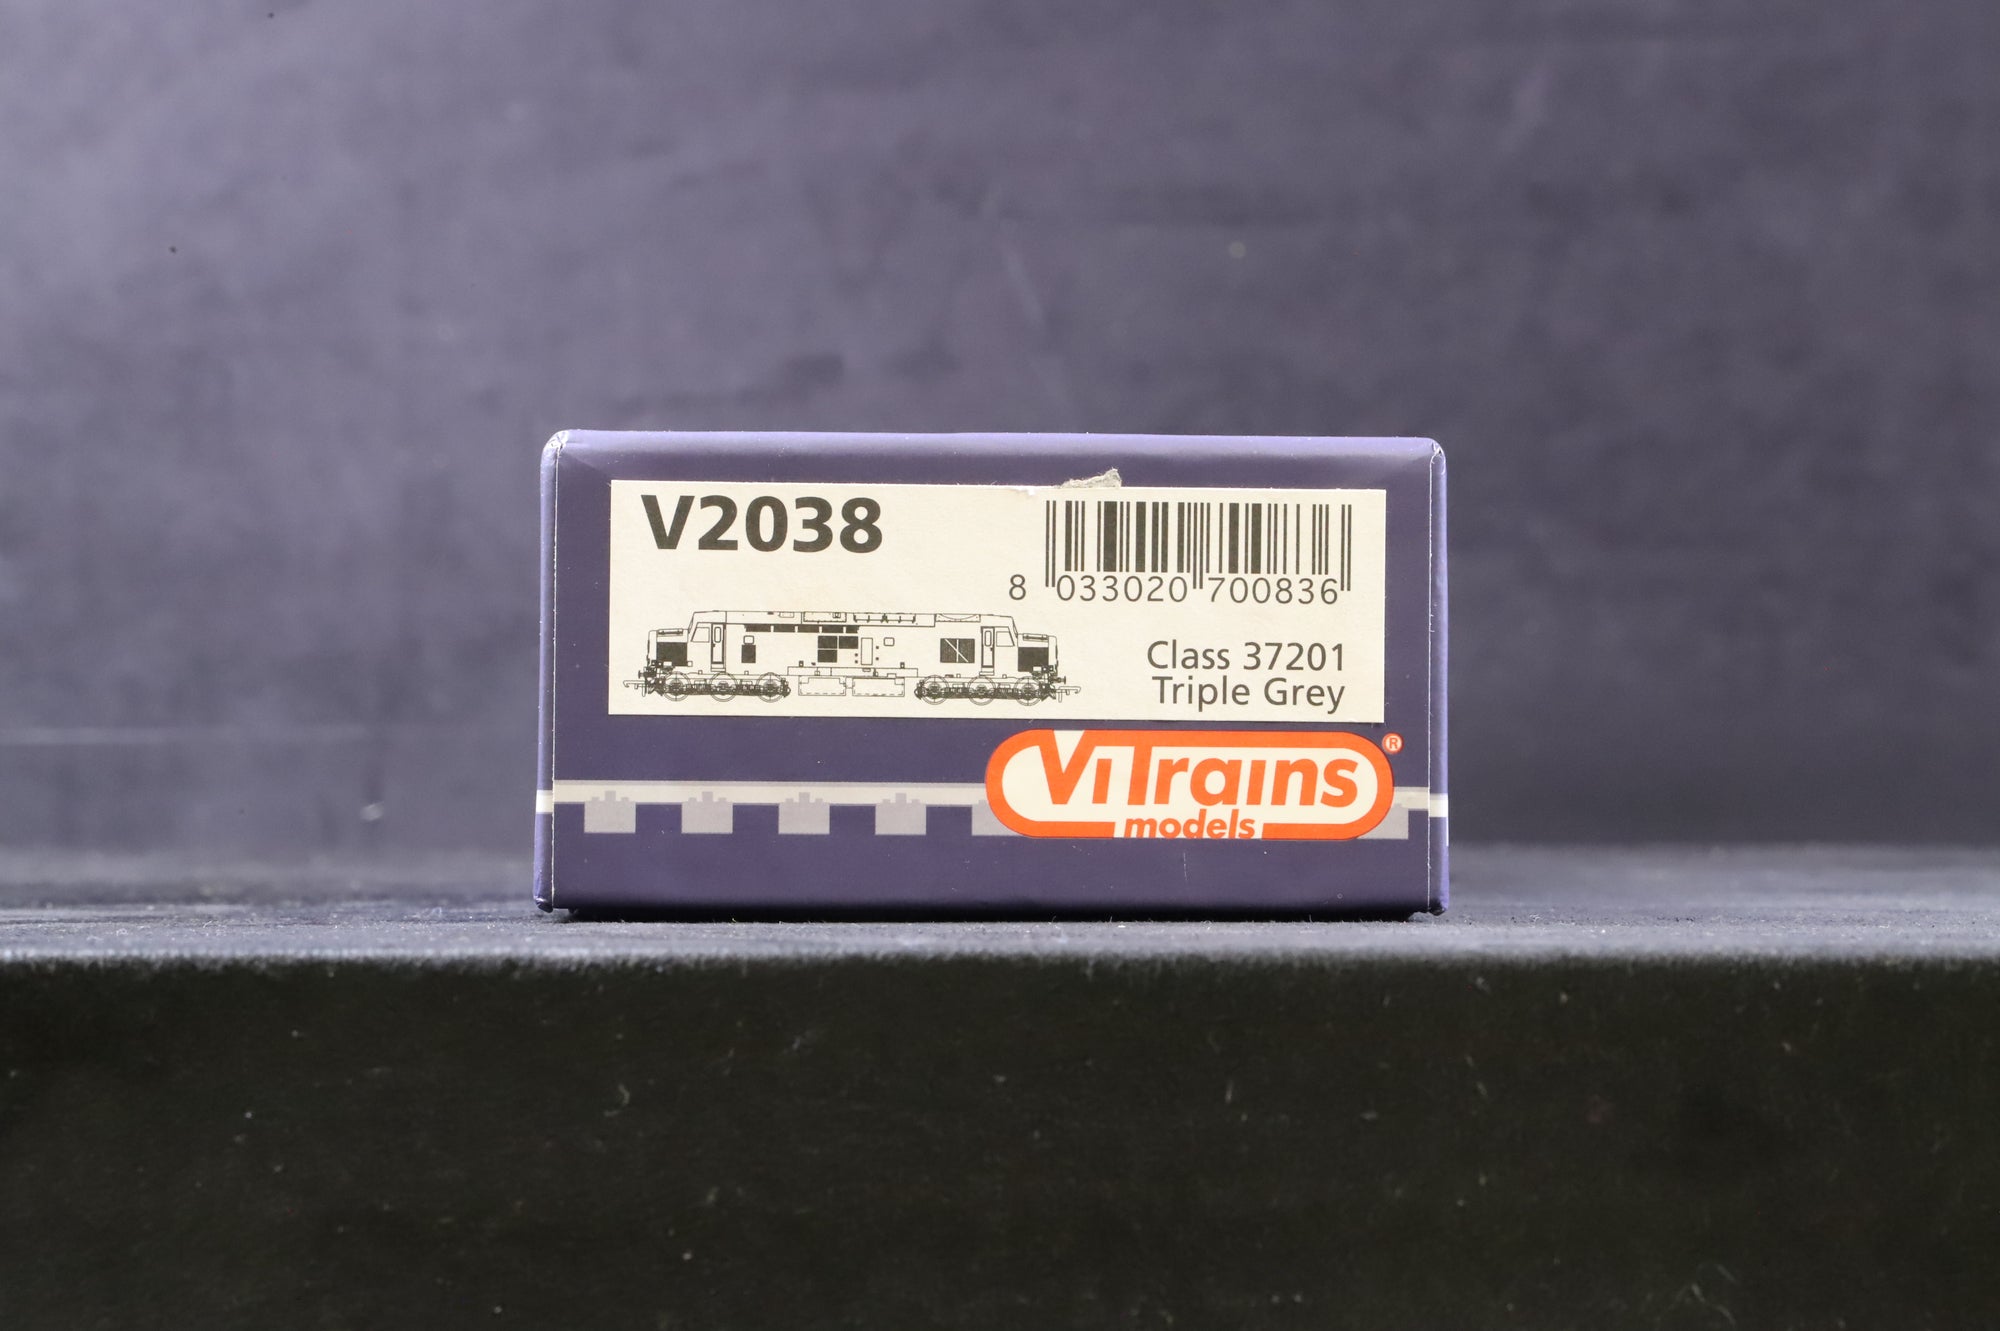 V2038
8 033020 700836
Class 37201
Triple Grey
ViTrains ®
models